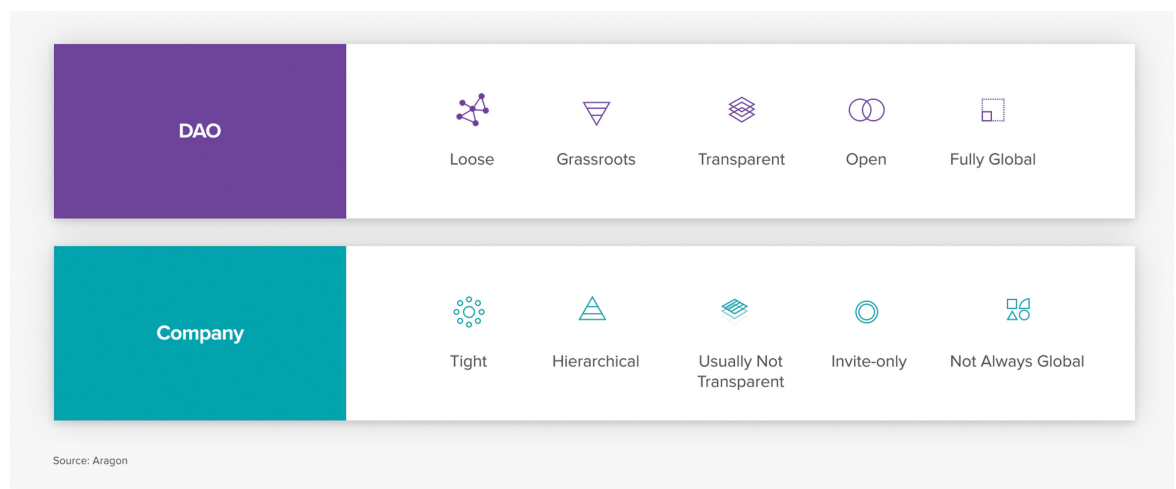 DAO
Loose
Grassroots
Transparent
Open
Fully Global
Company
Tight
Hierarchical
Usually Not
Transparent
Invite-only
Not Always Global
Source: Aragon